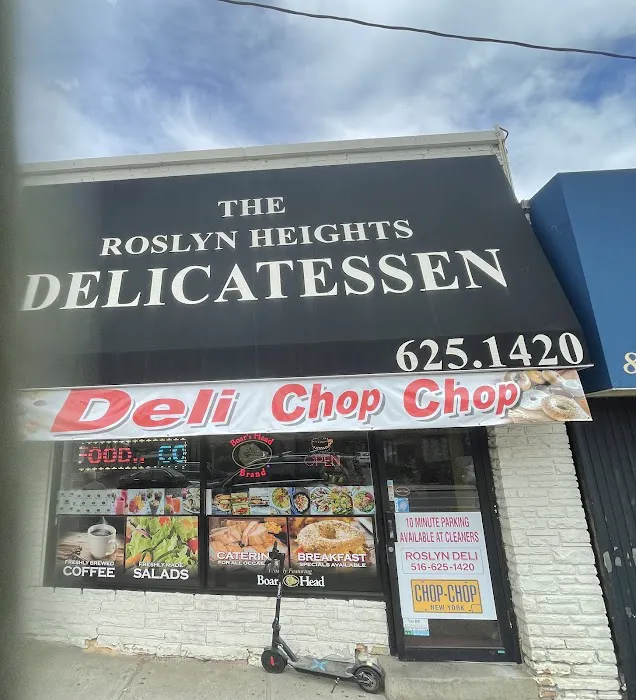 THE
ROSLYN HEIGHTS
DELICATESSEN
625.1420
Deli Chop Chop
Boar's Head
Brand
OPEN
FRESHLY BREWED
COFFEE
FRESHLY MADE
SALADS
CATERING
FOR ALL
BREAKFAST
SPECIALS AVAILABLE
Featuring
Boar's Head
10 MINUTE PARKING
AVAILABLE AT CLEANERS
ROSLYN DELI
516-625-1420
CHOP-CHOP
NEW YORK
8